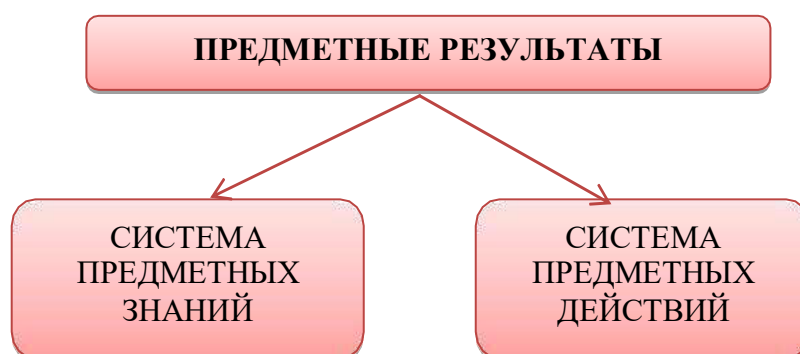 ПРЕДМЕТНЫЕ РЕЗУЛЬТАТЫ
СИСТЕМА
ПРЕДМЕТНЫХ
ЗНАНИЙ
СИСТЕМА
ПРЕДМЕТНЫХ
ДЕЙСТВИЙ